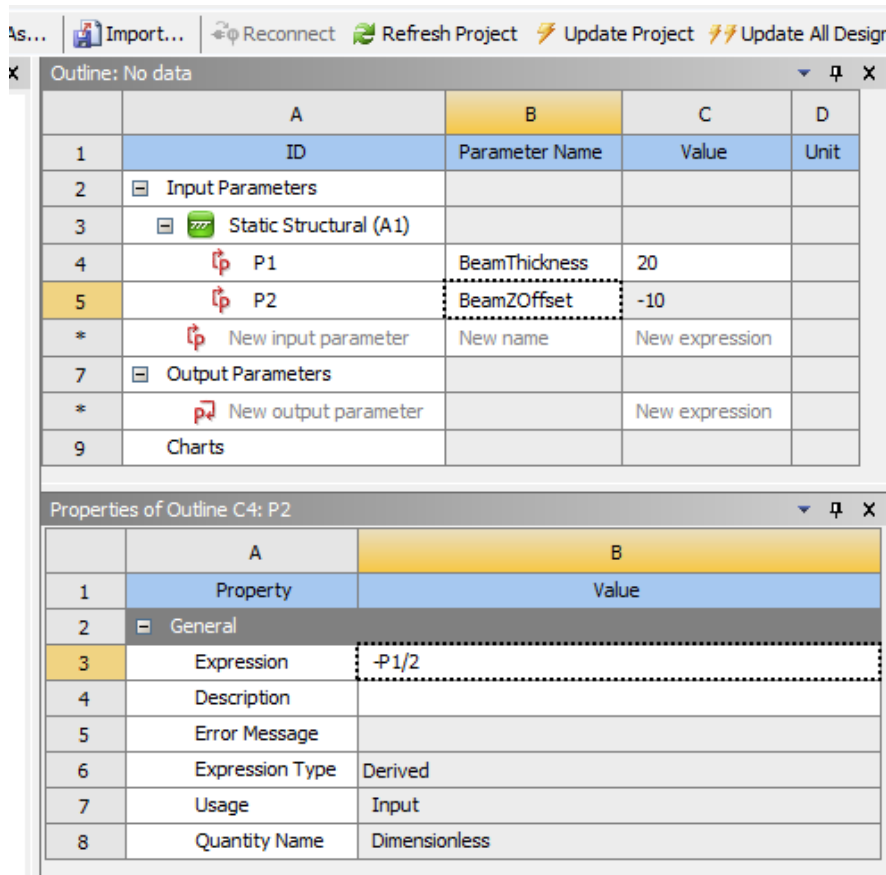 As... Import... Reconnect Refresh Project Update Project Update All Design
Outline: No data
A B C D
1 ID Parameter Name Value Unit
2 Input Parameters
3 Static Structural (A1)
4 P1 BeamThickness 20
5 P2 BeamZOffset -10
* New input parameter New name New expression
7 Output Parameters
* New output parameter New expression
9 Charts
Properties of Outline C4: P2
A B
1 Property Value
2 General
3 Expression -P1/2
4 Description
5 Error Message
6 Expression Type Derived
7 Usage Input
8 Quantity Name Dimensionless